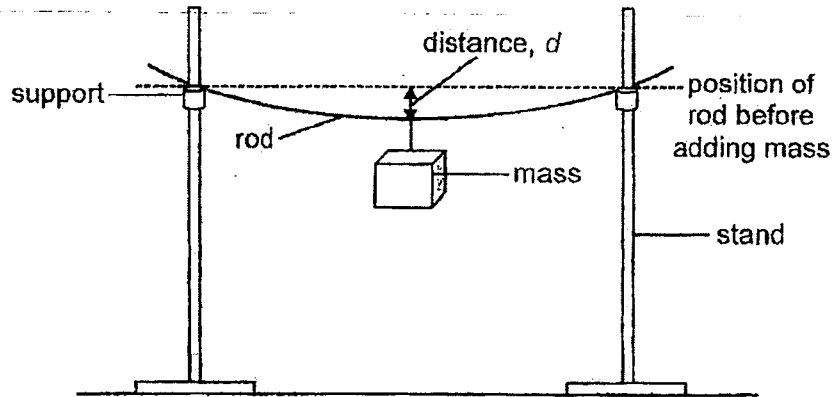 distance, d
support
rod
position of
rod before
adding mass
mass
stand